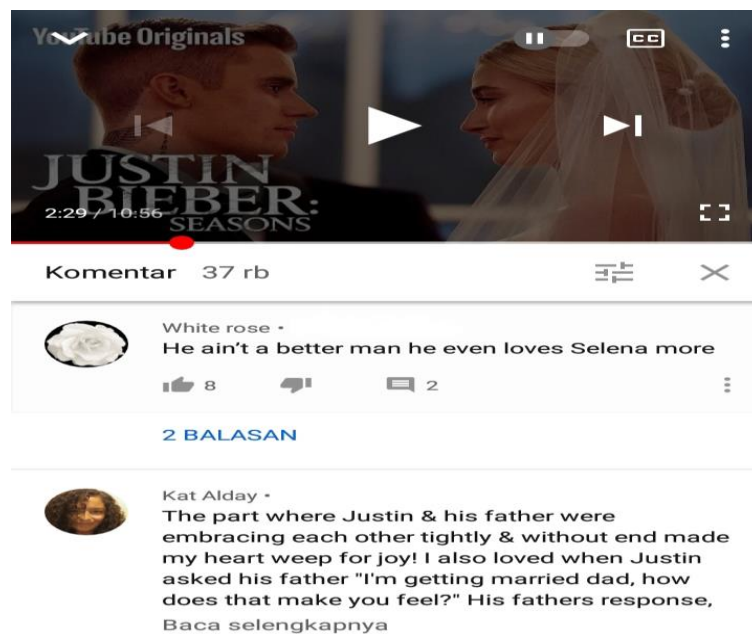 YouTube Originals
CC
JUSTIN
BIEBER:
2:29 / 10:56
SEASONS
Komentar 37 rb
White rose •
He ain't a better man he even loves Selena more
8 2
2 BALASAN
Kat Alday •
The part where Justin & his father were
embracing each other tightly & without end made
my heart weep for joy! I also loved when Justin
asked his father "I'm getting married dad, how
does that make you feel?" His fathers response,
Baca selengkapnya